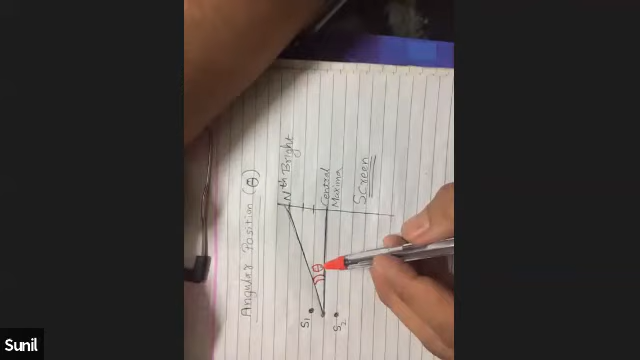 Angular Position (θ)
Nth Bright
Central
Maxima
Screen
θ
S1
S2
Sunil